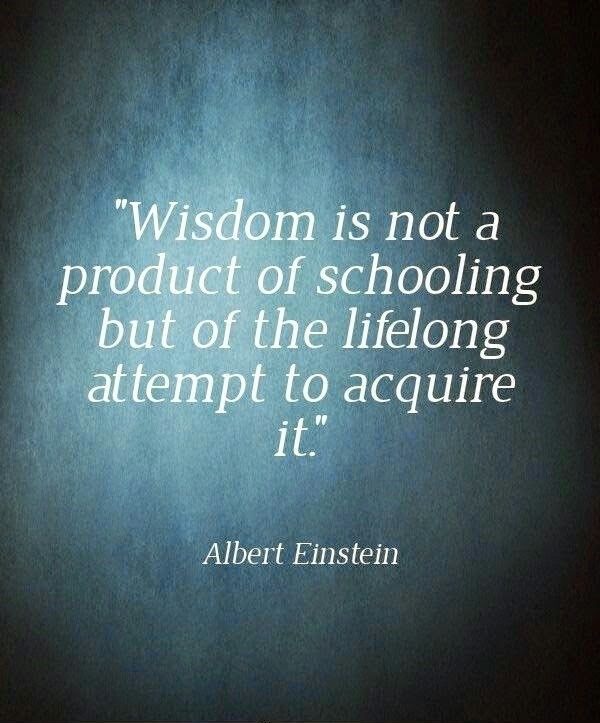 "Wisdom is not a
product of schooling
but of the lifelong
attempt to acquire
it."
Albert Einstein